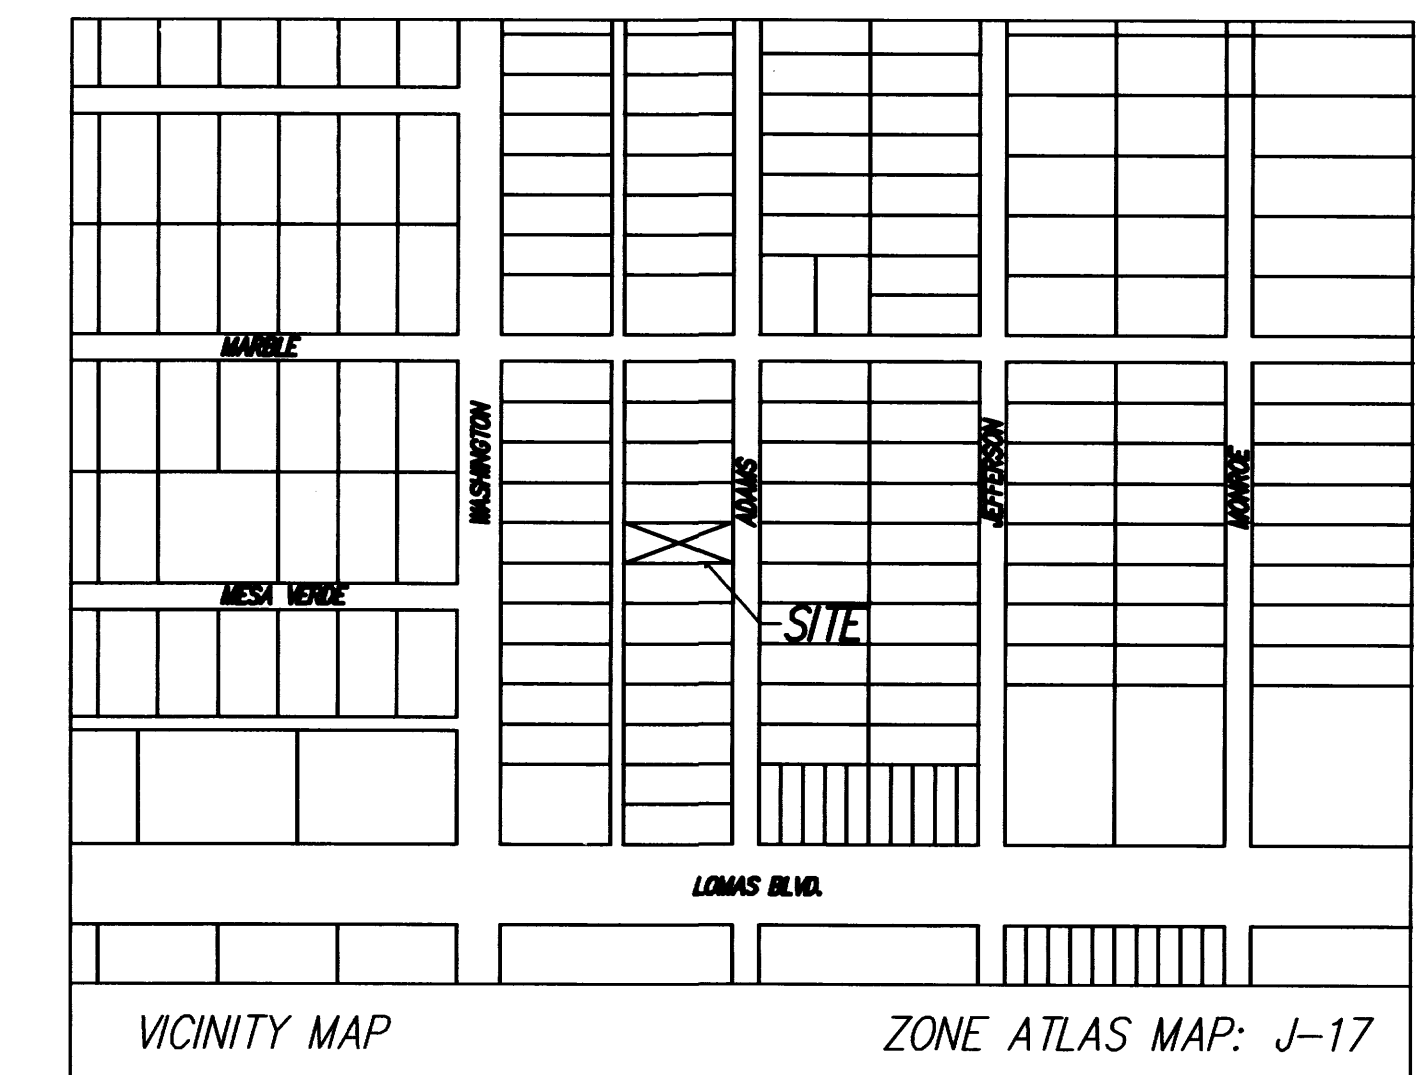 MARBLE
WASHINGTON
ADAMS
JEFFERSON
MONROE
MESA VERDE
SITE
LOMAS BLVD.
VICINITY MAP
ZONE ATLAS MAP: J-17